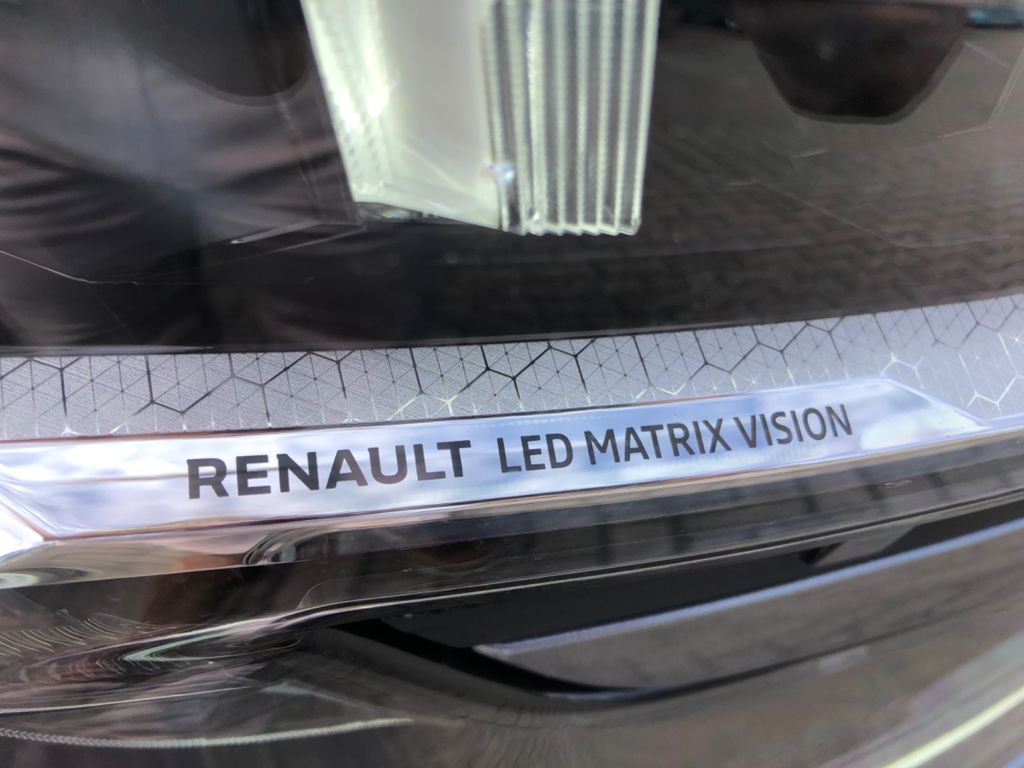 RENAULT LED MATRIX VISION